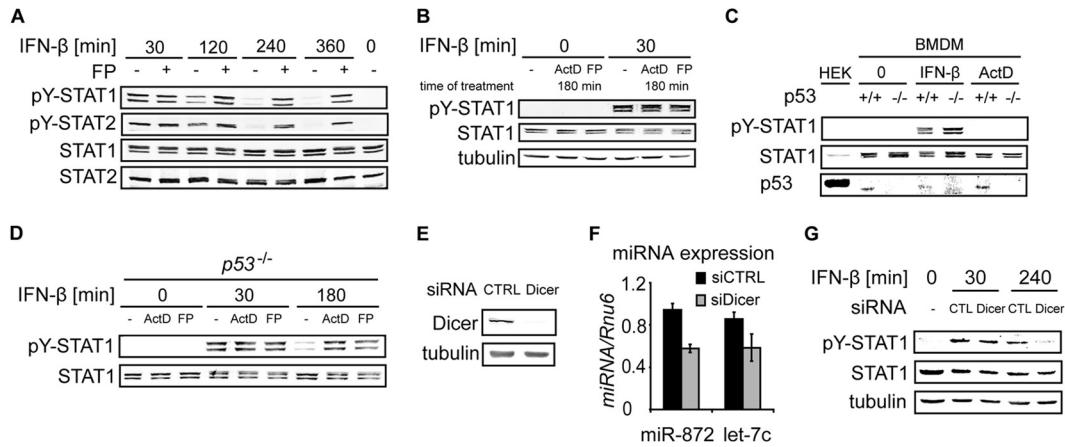 A
IFN-β [min] 30 120 240 360 0
FP - + - + - + - + -
pY-STAT1
pY-STAT2
STAT1
STAT2
B
IFN-β [min] 0 30
- ActD FP - ActD FP
time of treatment 180 min 180 min
pY-STAT1
STAT1
tubulin
C
BMDM
HEK 0 IFN-β ActD
p53 +/+ -/- +/+ -/- +/+ -/-
pY-STAT1
STAT1
p53
D
p53-/-
IFN-β [min] 0 30 180
- ActD FP - ActD FP - ActD FP
pY-STAT1
STAT1
E
siRNA CTRL Dicer
Dicer
tubulin
F
miRNA expression
siCTRL
siDicer
miRNA/Rnu6
1.2
0.8
0.4
0
miR-872 let-7c
G
IFN-β [min] 0 30 240
siRNA - CTL Dicer CTL Dicer
pY-STAT1
STAT1
tubulin